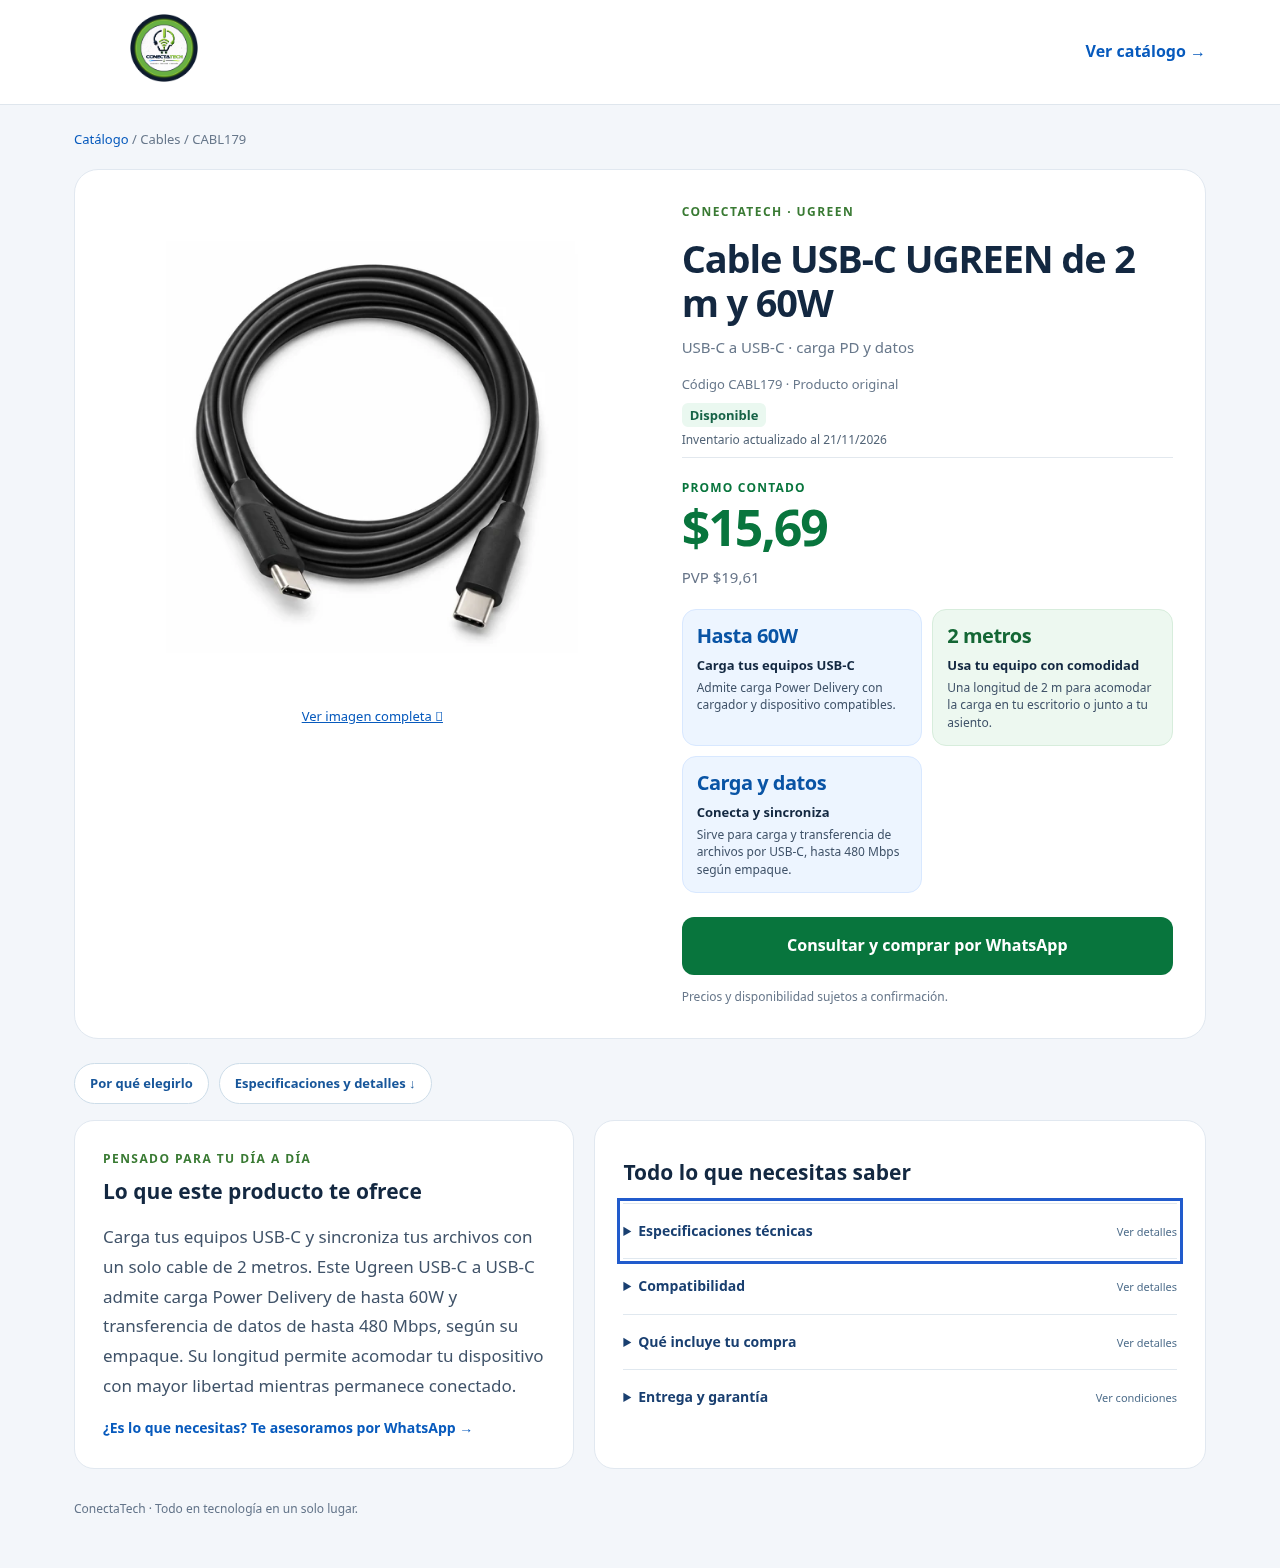 CONECTATECH
Ver catálogo →
Catálogo / Cables / CABL179
CONECTATECH · UGREEN
Cable USB-C UGREEN de 2
m y 60W
USB-C a USB-C · carga PD y datos
Código CABL179 · Producto original
Disponible
Inventario actualizado al 21/11/2026
PROMO CONTADO
$15,69
PVP $19,61
Hasta 60W
Carga tus equipos USB-C
Admite carga Power Delivery con
cargador y dispositivo compatibles.
2 metros
Usa tu equipo con comodidad
Una longitud de 2 m para acomodar
la carga en tu escritorio o junto a tu
asiento.
Carga y datos
Conecta y sincroniza
Sirve para carga y transferencia de
archivos por USB-C, hasta 480 Mbps
según empaque.
UGREEN
Ver imagen completa
Consultar y comprar por WhatsApp
Precios y disponibilidad sujetos a confirmación.
Por qué elegirlo
Especificaciones y detalles ↓
PENSADO PARA TU DÍA A DÍA
Lo que este producto te ofrece
Carga tus equipos USB-C y sincroniza tus archivos con
un solo cable de 2 metros. Este Ugreen USB-C a USB-C
admite carga Power Delivery de hasta 60W y
transferencia de datos de hasta 480 Mbps, según su
empaque. Su longitud permite acomodar tu dispositivo
con mayor libertad mientras permanece conectado.
¿Es lo que necesitas? Te asesoramos por WhatsApp →
Todo lo que necesitas saber
Especificaciones técnicas Ver detalles
Compatibilidad Ver detalles
Qué incluye tu compra Ver detalles
Entrega y garantía Ver condiciones
ConectaTech · Todo en tecnología en un solo lugar.